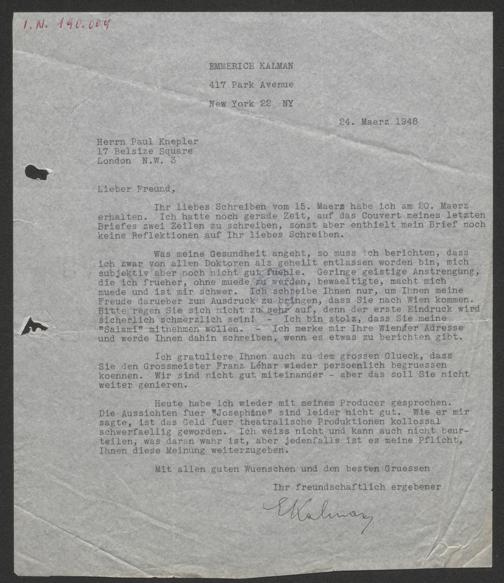 I.N. 190.009
EMMERICH KALMAN
417 Park Avenue
New York 22 NY
24. Maerz 1948
Herrn Paul Knepler
17 Belsize Square
London N.W. 3
Lieber Freund,
Ihr liebes Schreiben vom 15. Maerz habe ich am 20. Maerz
erhalten. Ich hatte noch gerade Zeit, auf das Couvert meines letzten
Briefes zwei Zeilen zu schreiben, sonst aber enthielt mein Brief noch
keine Reflektionen auf Ihr liebes Schreiben.
Was meine Gesundheit angeht, so muss ich berichten, dass
ich zwar von allen Doktoren als geheilt entlassen worden bin, mich
subjektiv aber noch nicht gut fuehle. Geringe geistige Anstrengung,
die ich frueher, ohne muede zu werden, bewaeltigte, macht mich
muede und ist mir schwer. Ich schreibe Ihnen nur, um Ihnen meine
Freude darueber zum Ausdruck zu bringen, dass Sie nach Wien kommen.
Bitte regen Sie sich nicht zu sehr auf, denn der erste Eindruck wird
sicherlich schmerzlich sein! - Ich bin stolz, dass Sie meine
"Salami" mitnehmen wollen. - Ich merke mir Ihre Wiener Adresse
und werde Ihnen dahin schreiben, wenn es etwas zu berichten gibt.
Ich gratuliere Ihnen auch zu dem grossen Glueck, dass
Sie den Grossmeister Franz Léhar wieder persoenlich begruessen
koennen. Wir sind nicht gut miteinander - aber das soll Sie nicht
weiter genieren.
Heute habe ich wieder mit meinem Producer gesprochen.
Die Aussichten fuer "Josephine" sind leider nicht gut. Wie er mir
sagte, ist das Geld fuer theatralische Produktionen kollossal
schwerfaellig geworden. Ich weiss nicht und kann auch nicht beur-
teilen, was daran wahr ist, aber jedenfalls ist es meine Pflicht,
Ihnen diese Meinung weiterzugeben.
Mit allen guten Wuenschen und den besten Gruessen
Ihr freundschaftlich ergebener
EKalman